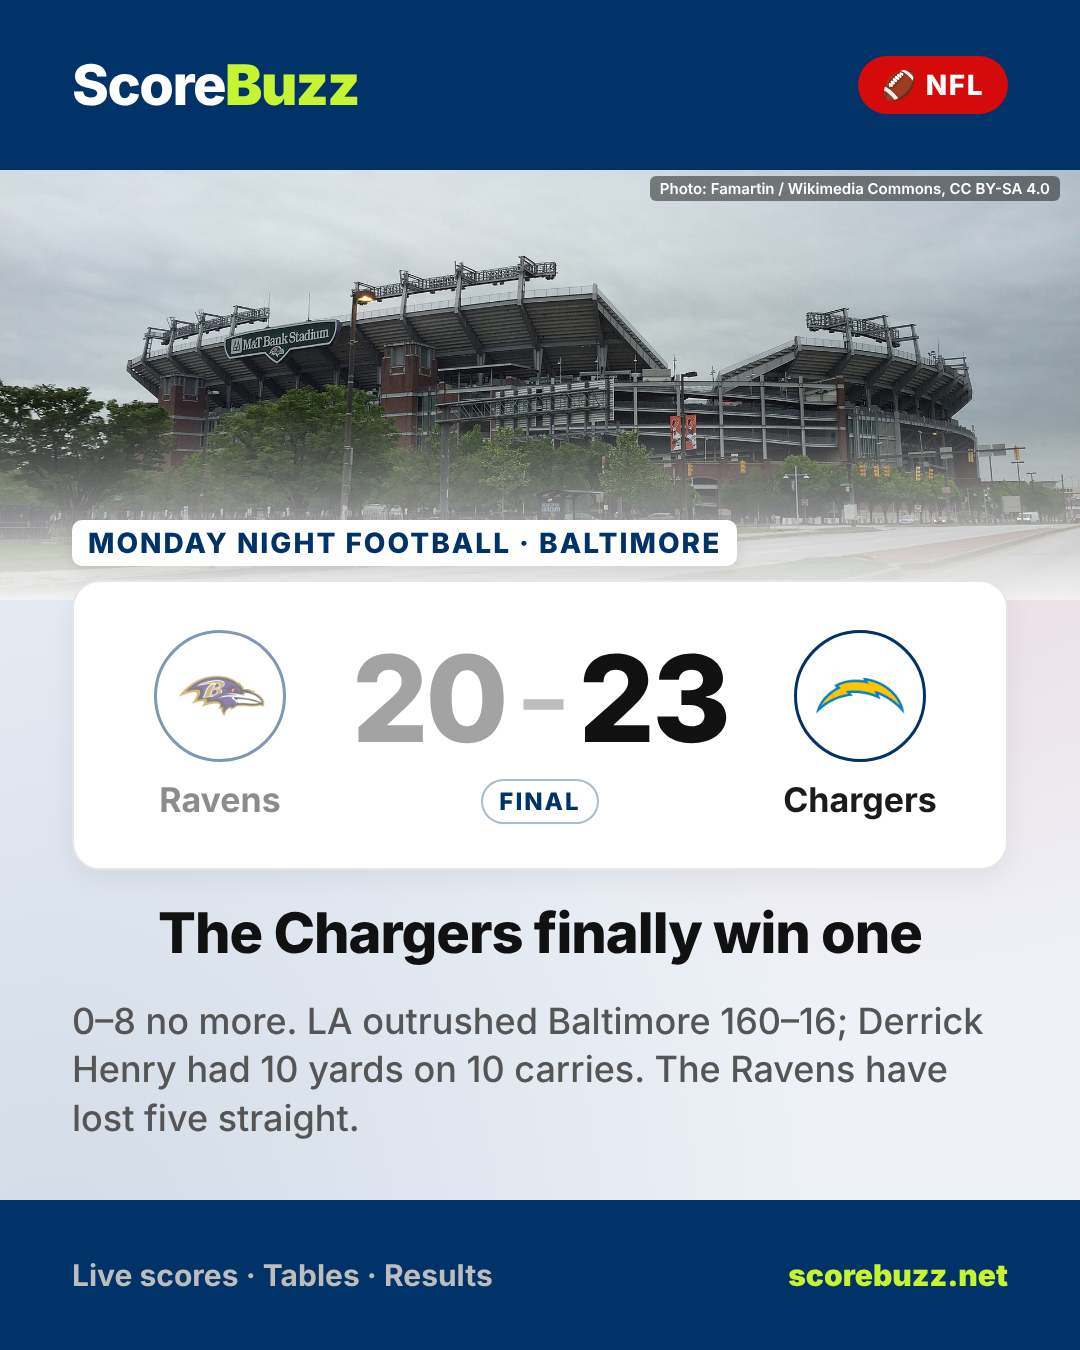 ScoreBuzz
🏈 NFL
Photo: Famartin / Wikimedia Commons, CC BY-SA 4.0
M&T Bank Stadium
MONDAY NIGHT FOOTBALL · BALTIMORE
B
20 - 23
Ravens
FINAL
Chargers
The Chargers finally win one
0–8 no more. LA outrushed Baltimore 160–16; Derrick
Henry had 10 yards on 10 carries. The Ravens have
lost five straight.
Live scores · Tables · Results
scorebuzz.net